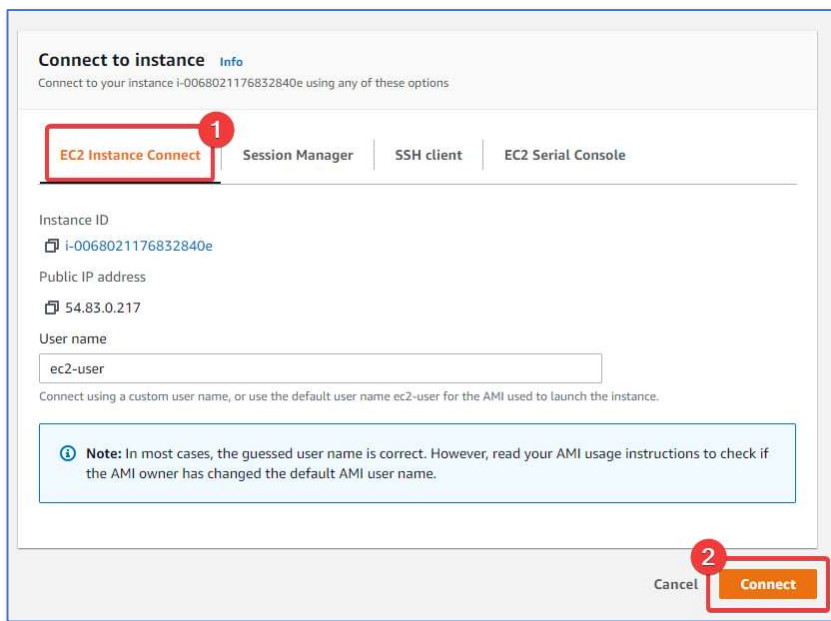 Connect to instance Info
Connect to your instance i-0068021176832840e using any of these options
1
EC2 Instance Connect Session Manager SSH client EC2 Serial Console
Instance ID
i-0068021176832840e
Public IP address
54.83.0.217
User name
ec2-user
Connect using a custom user name, or use the default user name ec2-user for the AMI used to launch the instance.
Note: In most cases, the guessed user name is correct. However, read your AMI usage instructions to check if
the AMI owner has changed the default AMI user name.
2
Cancel Connect